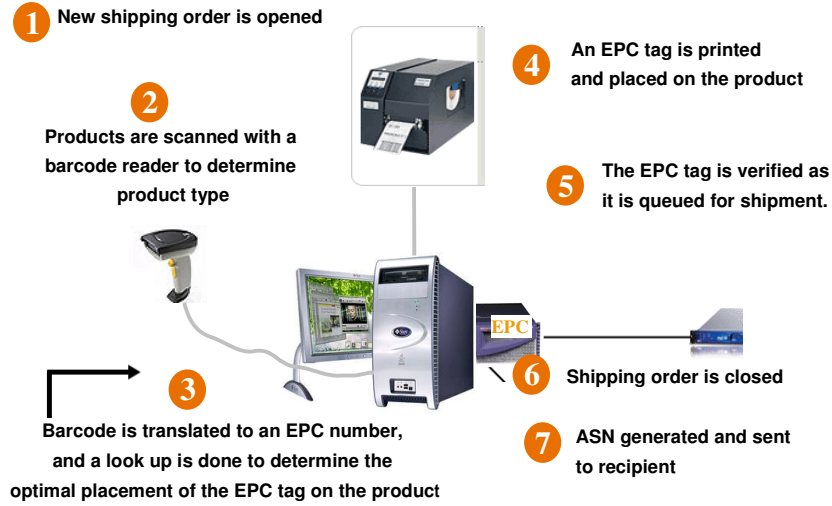 1 New shipping order is opened
2
Products are scanned with a
barcode reader to determine
product type
3
Barcode is translated to an EPC number,
and a look up is done to determine the
optimal placement of the EPC tag on the product
4 An EPC tag is printed
and placed on the product
5 The EPC tag is verified as
it is queued for shipment.
EPC
6 Shipping order is closed
7 ASN generated and sent
to recipient